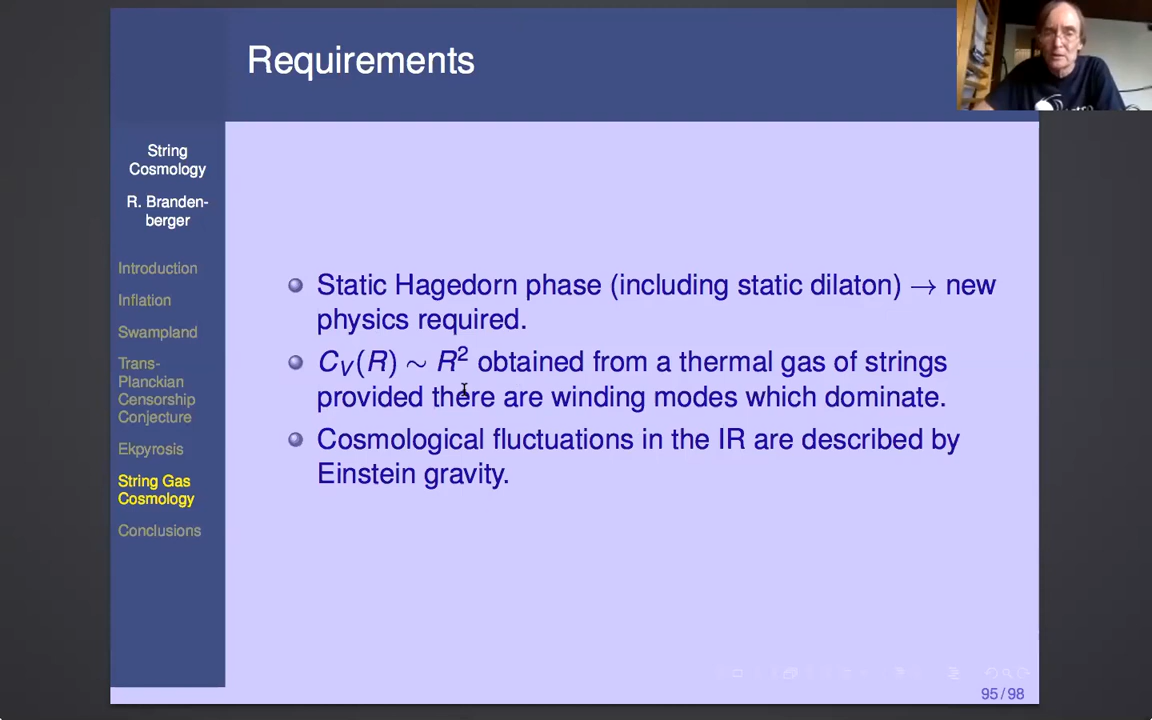 Requirements
String
Cosmology
R. Branden-
berger
Introduction
Inflation
Swampland
Trans-
Planckian
Censorship
Conjecture
Ekpyrosis
String Gas
Cosmology
Conclusions
Static Hagedorn phase (including static dilaton) → new
physics required.
C_V(R) ∼ R² obtained from a thermal gas of strings
provided there are winding modes which dominate.
Cosmological fluctuations in the IR are described by
Einstein gravity.
95 / 98